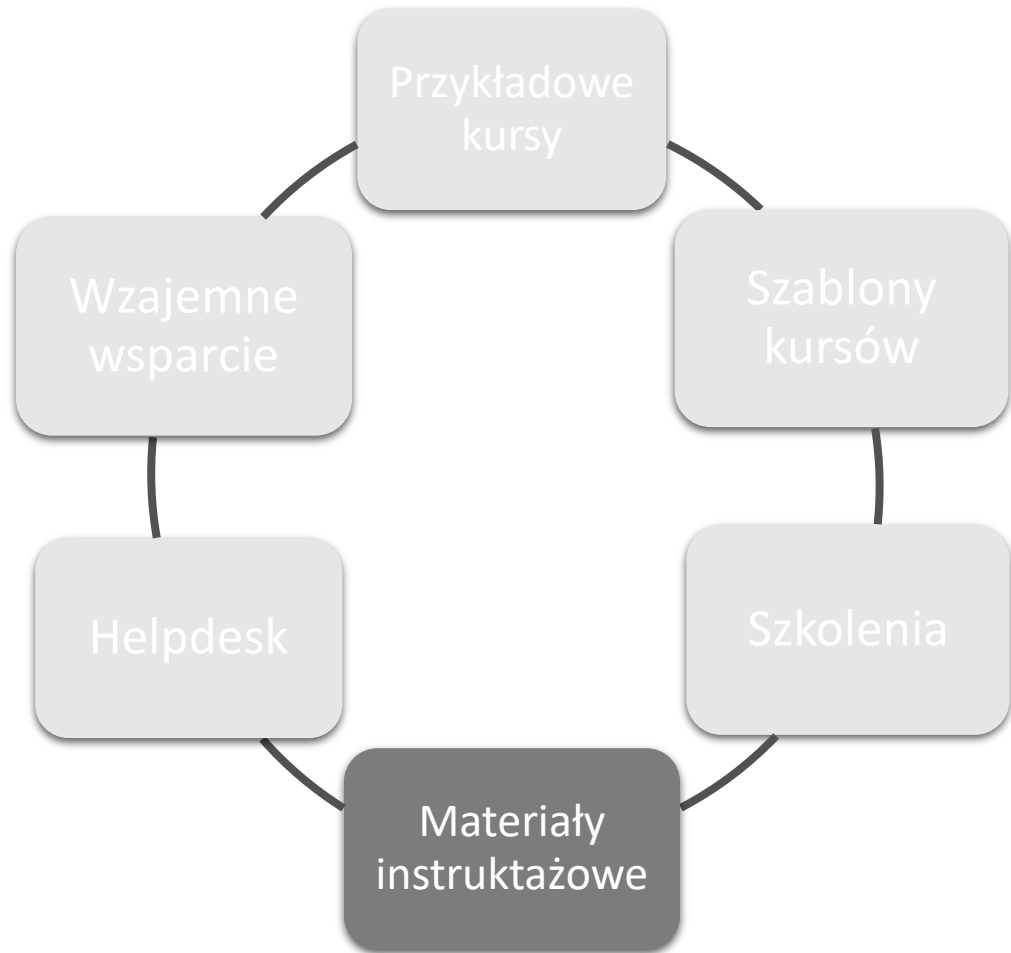 Przykładowe
kursy
Szablony
kursów
Szkolenia
Materiały
instruktażowe
Helpdesk
Wzajemne
wsparcie